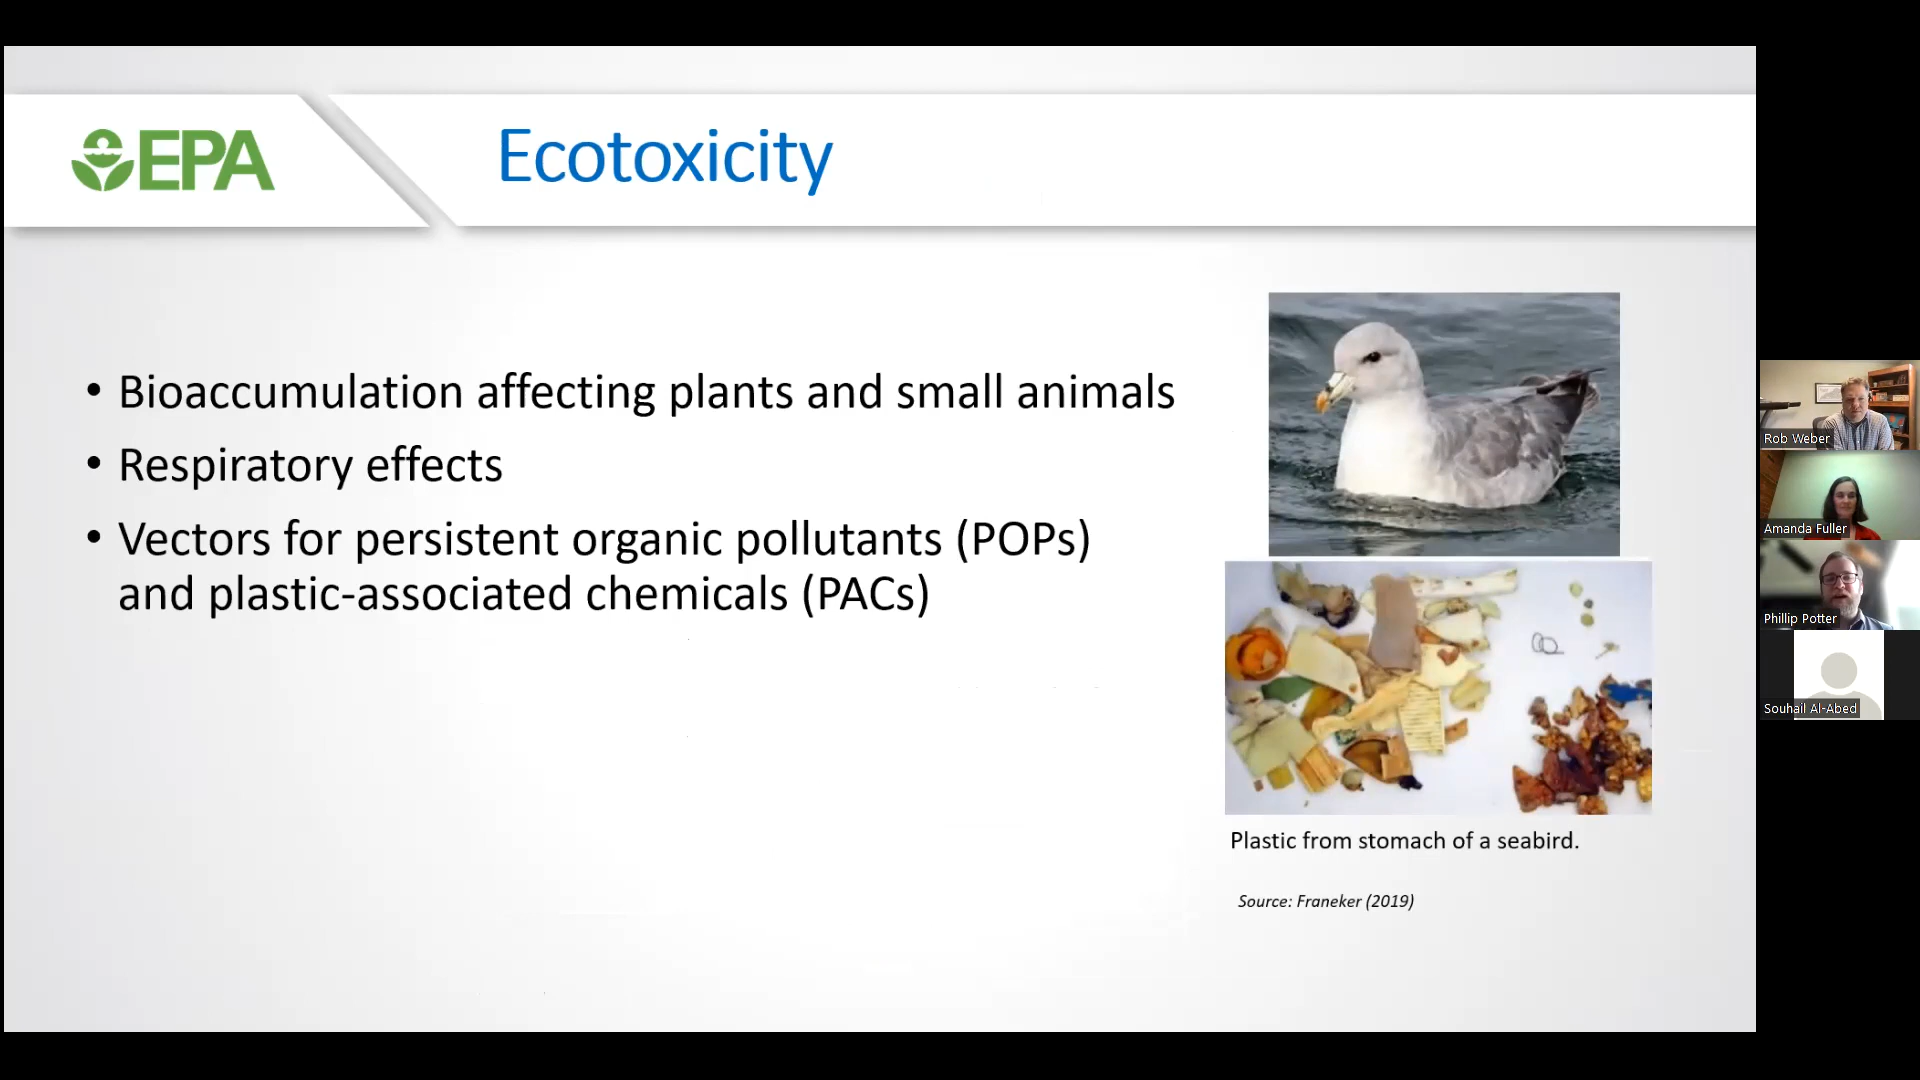 EPA
Ecotoxicity
• Bioaccumulation affecting plants and small animals
• Respiratory effects
• Vectors for persistent organic pollutants (POPs)
and plastic-associated chemicals (PACs)
Plastic from stomach of a seabird.
Source: Franeker (2019)
Rob Weber
Amanda Fuller
Phillip Potter
Souhail Al-Abed